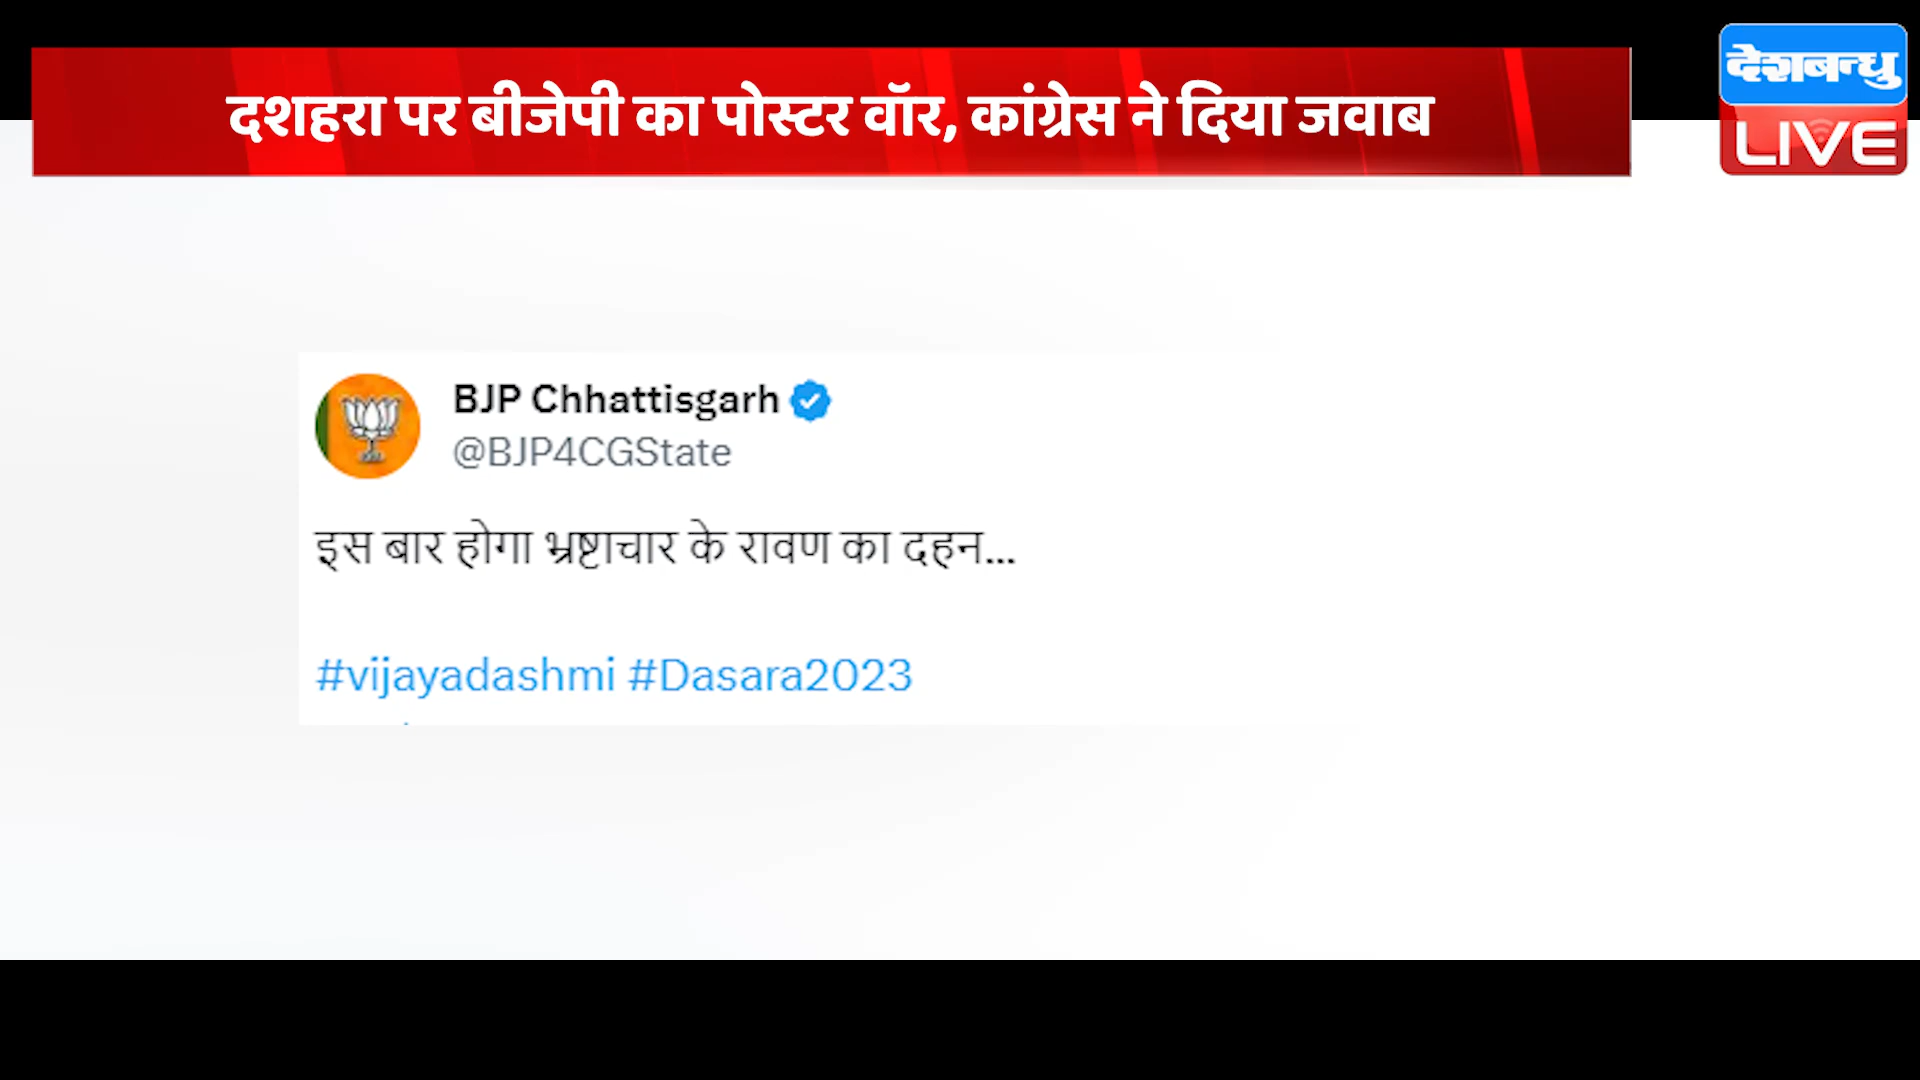 दशहरा पर बीजेपी का पोस्टर वॉर, कांग्रेस ने दिया जवाब
देशबन्धु
LIVE
BJP Chhattisgarh
@BJP4CGState
इस बार होगा भ्रष्टाचार के रावण का दहन...
#vijayadashmi #Dasara2023